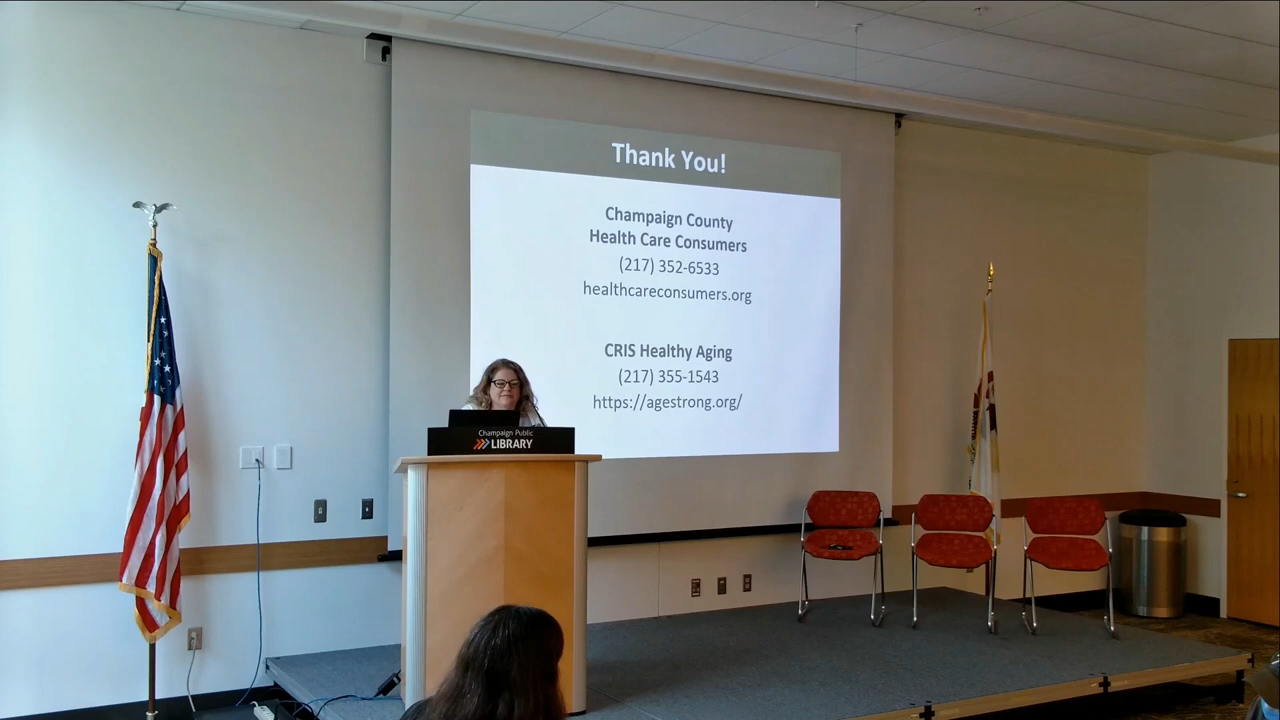 Thank You!
Champaign County
Health Care Consumers
(217) 352-6533
healthcareconsumers.org
CRIS Healthy Aging
(217) 355-1543
https://agestrong.org/
Champaign Public
LIBRARY